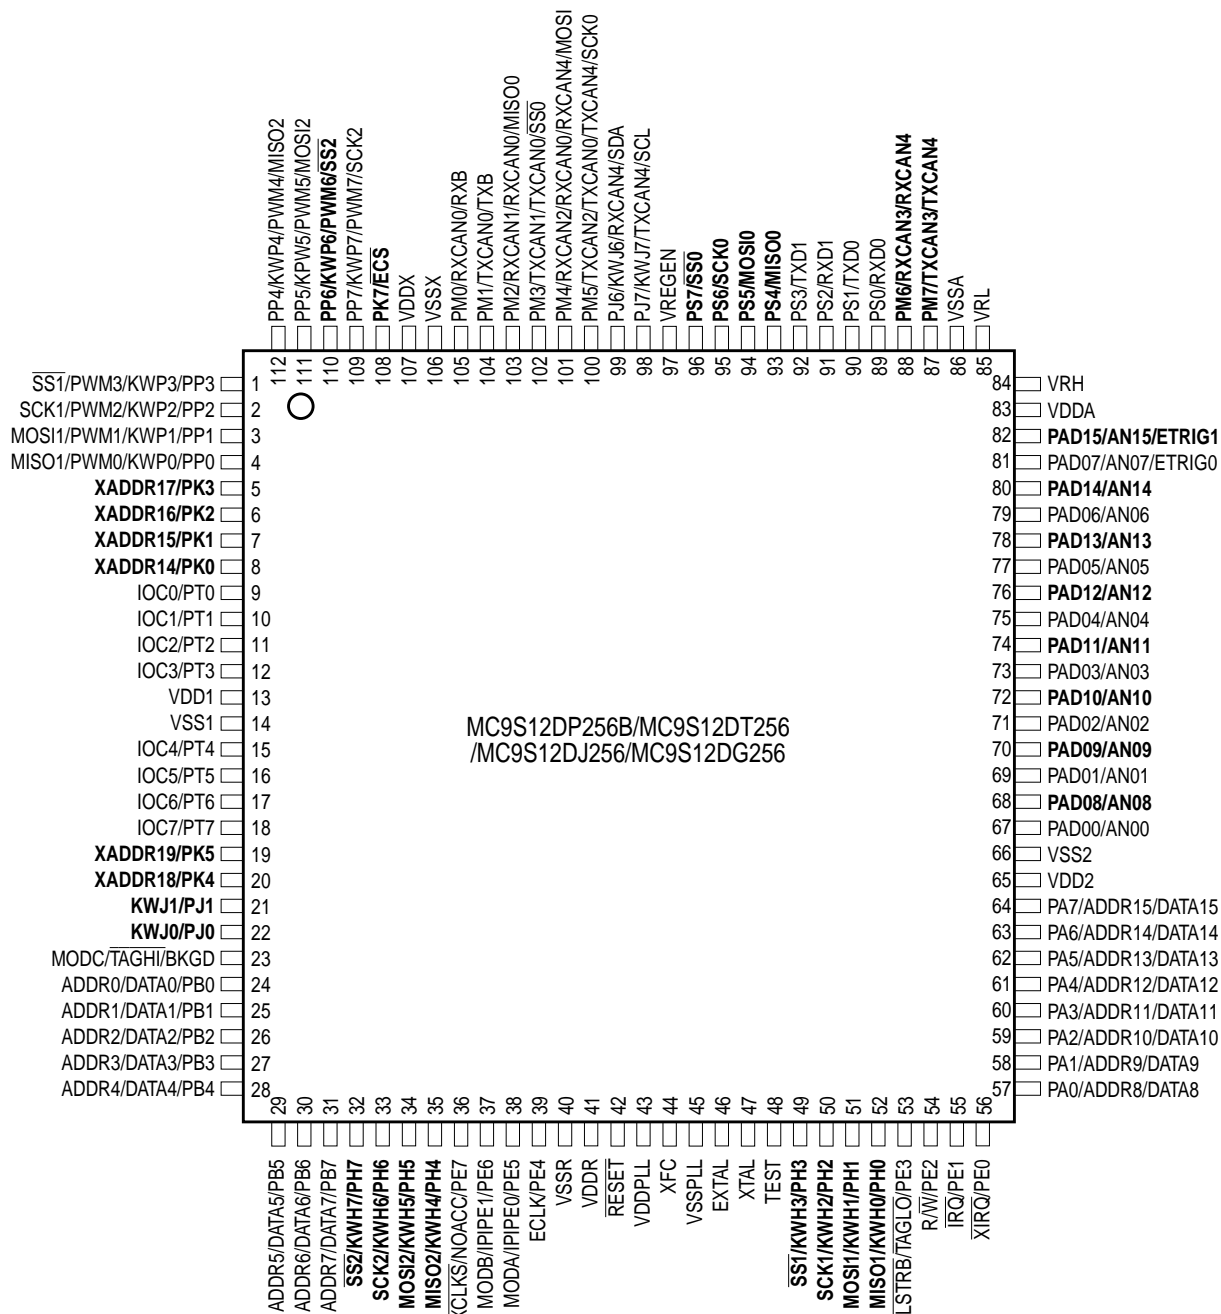 PP4/KWP4/PWM4/MISO2
PP5/KPW5/PWM5/MOSI2
PP6/KWP6/PWM6/SS2
PP7/KWP7/PWM7/SCK2
PK7/ECS
VDDX
VSSX
PM0/RXCAN0/RXB
PM1/TXCAN0/TXB
PM2/RXCAN1/RXCAN0/MISO0
PM3/TXCAN1/TXCAN0/SS0
PM4/RXCAN2/RXCAN0/RXCAN4/MOSI
PM5/TXCAN2/TXCAN0/TXCAN4/SCK0
PJ6/KWJ6/RXCAN4/SDA
PJ7/KWJ7/TXCAN4/SCL
VREGEN
PS7/SS0
PS6/SCK0
PS5/MOSI0
PS4/MISO0
PS3/TXD1
PS2/RXD1
PS1/TXD0
PS0/RXD0
PM6/RXCAN3/RXCAN4
PM7/TXCAN3/TXCAN4
VSSA
VRL
112
111
110
109
108
107
106
105
104
103
102
101
100
99
98
97
96
95
94
93
92
91
90
89
88
87
86
85
SS1/PWM3/KWP3/PP3 1
SCK1/PWM2/KWP2/PP2 2
MOSI1/PWM1/KWP1/PP1 3
MISO1/PWM0/KWP0/PP0 4
XADDR17/PK3 5
XADDR16/PK2 6
XADDR15/PK1 7
XADDR14/PK0 8
IOC0/PT0 9
IOC1/PT1 10
IOC2/PT2 11
IOC3/PT3 12
VDD1 13
VSS1 14
IOC4/PT4 15
IOC5/PT5 16
IOC6/PT6 17
IOC7/PT7 18
XADDR19/PK5 19
XADDR18/PK4 20
KWJ1/PJ1 21
KWJ0/PJ0 22
MODC/TAGHI/BKGD 23
ADDR0/DATA0/PB0 24
ADDR1/DATA1/PB1 25
ADDR2/DATA2/PB2 26
ADDR3/DATA3/PB3 27
ADDR4/DATA4/PB4 28
MC9S12DP256B/MC9S12DT256
/MC9S12DJ256/MC9S12DG256
84 VRH
83 VDDA
82 PAD15/AN15/ETRIG1
81 PAD07/AN07/ETRIG0
80 PAD14/AN14
79 PAD06/AN06
78 PAD13/AN13
77 PAD05/AN05
76 PAD12/AN12
75 PAD04/AN04
74 PAD11/AN11
73 PAD03/AN03
72 PAD10/AN10
71 PAD02/AN02
70 PAD09/AN09
69 PAD01/AN01
68 PAD08/AN08
67 PAD00/AN00
66 VSS2
65 VDD2
64 PA7/ADDR15/DATA15
63 PA6/ADDR14/DATA14
62 PA5/ADDR13/DATA13
61 PA4/ADDR12/DATA12
60 PA3/ADDR11/DATA11
59 PA2/ADDR10/DATA10
58 PA1/ADDR9/DATA9
57 PA0/ADDR8/DATA8
29
30
31
32
33
34
35
36
37
38
39
40
41
42
43
44
45
46
47
48
49
50
51
52
53
54
55
56
ADDR5/DATA5/PB5
ADDR6/DATA6/PB6
ADDR7/DATA7/PB7
SS2/KWH7/PH7
SCK2/KWH6/PH6
MOSI2/KWH5/PH5
MISO2/KWH4/PH4
XCLKS/NOACC/PE7
MODB/IPIPE1/PE6
MODA/IPIPE0/PE5
ECLK/PE4
VSSR
VDDR
RESET
VDDPLL
XFC
VSSPLL
EXTAL
XTAL
TEST
SS1/KWH3/PH3
SCK1/KWH2/PH2
MOSI1/KWH1/PH1
MISO1/KWH0/PH0
LSTRB/TAGLO/PE3
R/W/PE2
IRQ/PE1
XIRQ/PE0